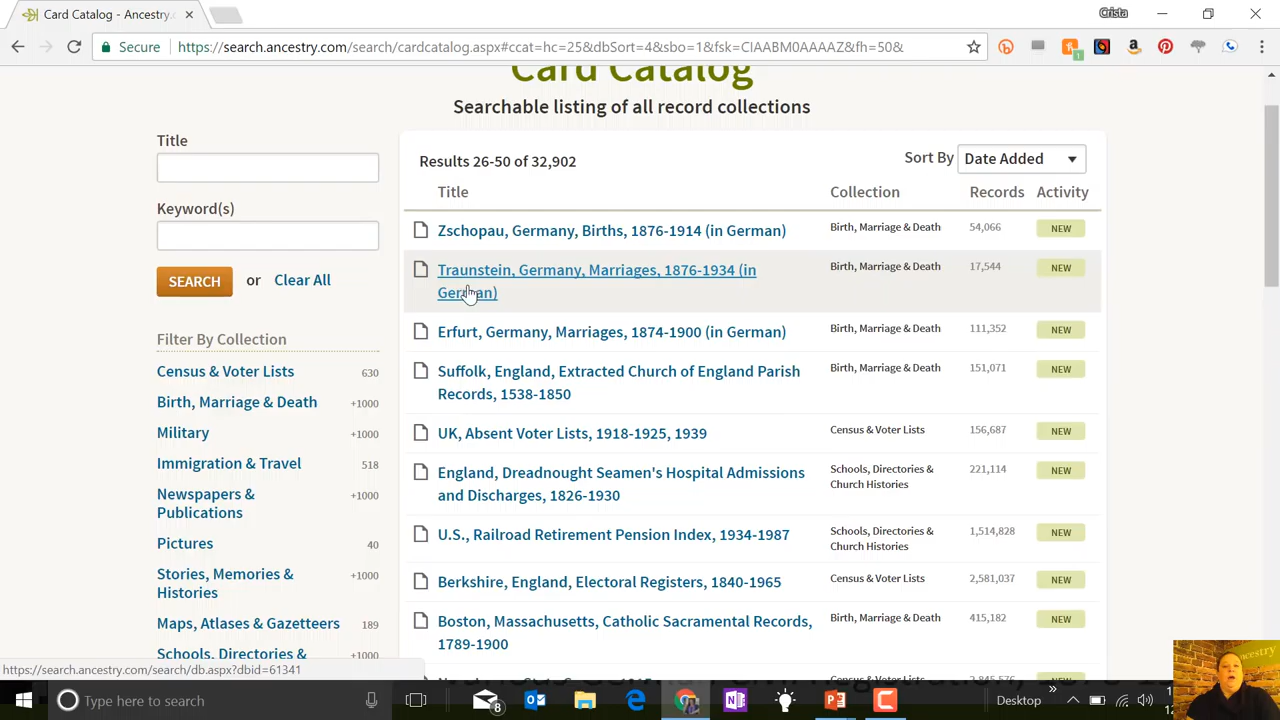 Card Catalog - Ancestry.
Crista
Secure
https://search.ancestry.com/search/cardcatalog.aspx#ccat=hc=25&dbSort=4&sbo=1&fsk=CIAABM0AAAAZ&fh=50&
1
Card Catalog
Searchable listing of all record collections
Title
Keyword(s)
SEARCH or Clear All
Filter By Collection
Census & Voter Lists 630
Birth, Marriage & Death +1000
Military +1000
Immigration & Travel 518
Newspapers & +1000
Publications
Pictures 40
Stories, Memories & +1000
Histories
Maps, Atlases & Gazetteers 189
Schools, Directories & +1000
Results 26-50 of 32,902
Sort By Date Added
Title Collection Records Activity
Zschopau, Germany, Births, 1876-1914 (in German) Birth, Marriage & Death 54,066 NEW
Traunstein, Germany, Marriages, 1876-1934 (in Birth, Marriage & Death 17,544 NEW
German)
Erfurt, Germany, Marriages, 1874-1900 (in German) Birth, Marriage & Death 111,352 NEW
Suffolk, England, Extracted Church of England Parish Birth, Marriage & Death 151,071 NEW
Records, 1538-1850
UK, Absent Voter Lists, 1918-1925, 1939 Census & Voter Lists 156,687 NEW
England, Dreadnought Seamen's Hospital Admissions Schools, Directories & 221,114 NEW
and Discharges, 1826-1930 Church Histories
U.S., Railroad Retirement Pension Index, 1934-1987 Schools, Directories & 1,514,828 NEW
Church Histories
Berkshire, England, Electoral Registers, 1840-1965 Census & Voter Lists 2,581,037 NEW
Boston, Massachusetts, Catholic Sacramental Records, Birth, Marriage & Death 415,182 NEW
1789-1900
https://search.ancestry.com/search/db.aspx?dbid=61341
ancestry
Type here to search
8
Desktop